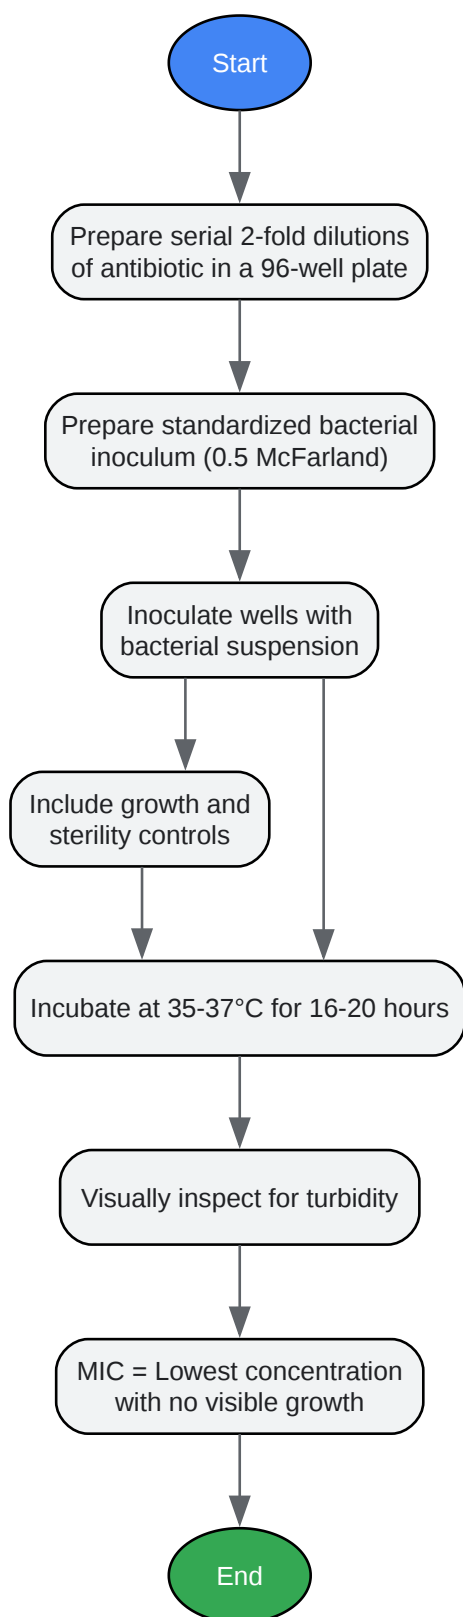 Start
Prepare serial 2-fold dilutions
of antibiotic in a 96-well plate
Prepare standardized bacterial
inoculum (0.5 McFarland)
Inoculate wells with
bacterial suspension
Include growth and
sterility controls
Incubate at 35-37°C for 16-20 hours
Visually inspect for turbidity
MIC = Lowest concentration
with no visible growth
End